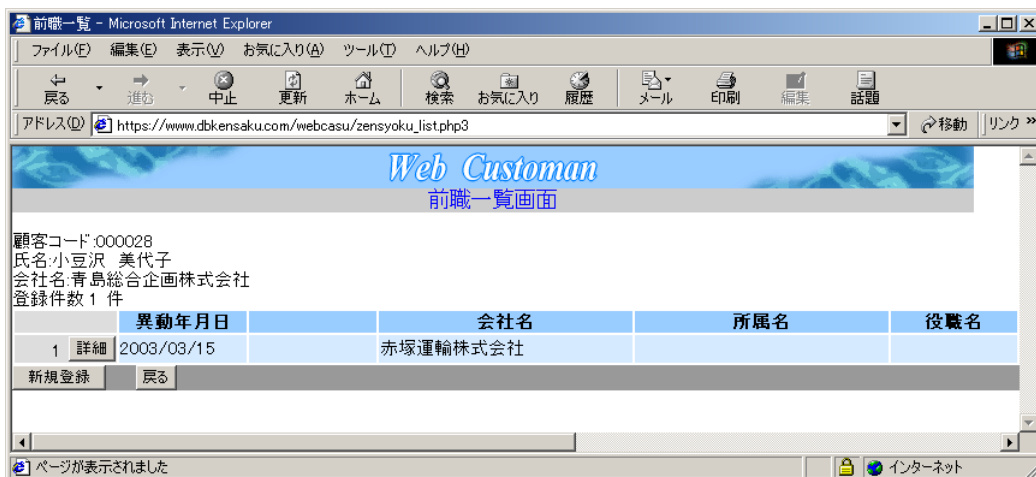 前職一覧 - Microsoft Internet Explorer
ファイル(F) 編集(E) 表示(V) お気に入り(A) ツール(T) ヘルプ(H)
戻る 進む 中止 更新 ホーム 検索 お気に入り 履歴 メール 印刷 編集 話題
アドレス(D) https://www.dbkensaku.com/webcasu/zensyoku_list.php3 移動 リンク »
Web Customan
前職一覧画面
顧客コード:000028
氏名:小豆沢 美代子
会社名:青島総合企画株式会社
登録件数 1 件
異動年月日 会社名 所属名 役職名
1 詳細 2003/03/15 赤塚運輸株式会社
新規登録 戻る
ページが表示されました インターネット